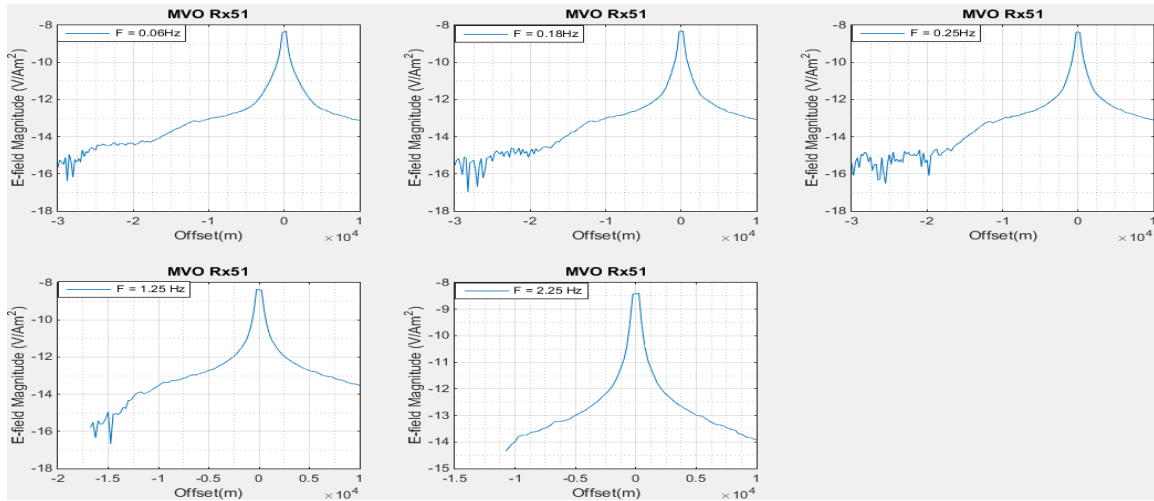 MVO Rx51
F = 0.06Hz
E-field Magnitude (V/Am²)
-8
-10
-12
-14
-16
-18
-3 -2 -1 0 1
Offset(m)
× 10⁴
MVO Rx51
F = 0.18Hz
E-field Magnitude (V/Am²)
-8
-10
-12
-14
-16
-18
-3 -2 -1 0 1
Offset(m)
× 10⁴
MVO Rx51
F = 0.25Hz
E-field Magnitude (V/Am²)
-8
-10
-12
-14
-16
-18
-3 -2 -1 0 1
Offset(m)
× 10⁴
MVO Rx51
F = 1.25 Hz
E-field Magnitude (V/Am²)
-8
-10
-12
-14
-16
-18
-2 -1.5 -1 -0.5 0 0.5 1
Offset(m)
× 10⁴
MVO Rx51
F = 2.25 Hz
E-field Magnitude (V/Am²)
-8
-9
-10
-11
-12
-13
-14
-15
-1.5 -1 -0.5 0 0.5 1
Offset(m)
× 10⁴